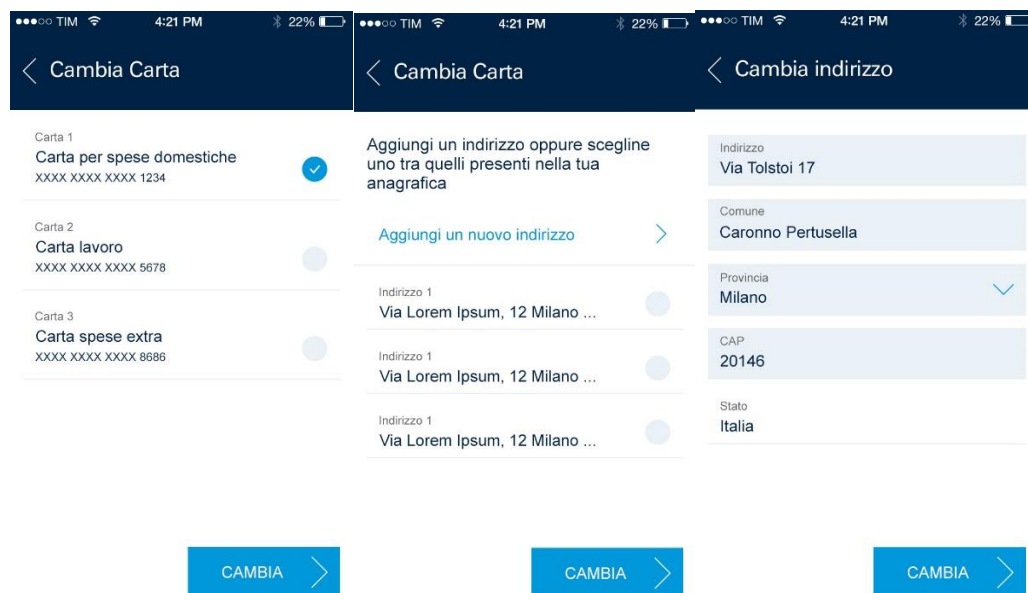 TIM 4:21 PM 22%
Cambia Carta
Carta 1
Carta per spese domestiche
XXXX XXXX XXXX 1234
Carta 2
Carta lavoro
XXXX XXXX XXXX 5678
Carta 3
Carta spese extra
XXXX XXXX XXXX 8686
CAMBIA
TIM 4:21 PM 22%
Cambia Carta
Aggiungi un indirizzo oppure scegline
uno tra quelli presenti nella tua
anagrafica
Aggiungi un nuovo indirizzo
Indirizzo 1
Via Lorem Ipsum, 12 Milano ...
Indirizzo 1
Via Lorem Ipsum, 12 Milano ...
Indirizzo 1
Via Lorem Ipsum, 12 Milano ...
CAMBIA
TIM 4:21 PM 22%
Cambia indirizzo
Indirizzo
Via Tolstoi 17
Comune
Caronno Pertusella
Provincia
Milano
CAP
20146
Stato
Italia
CAMBIA